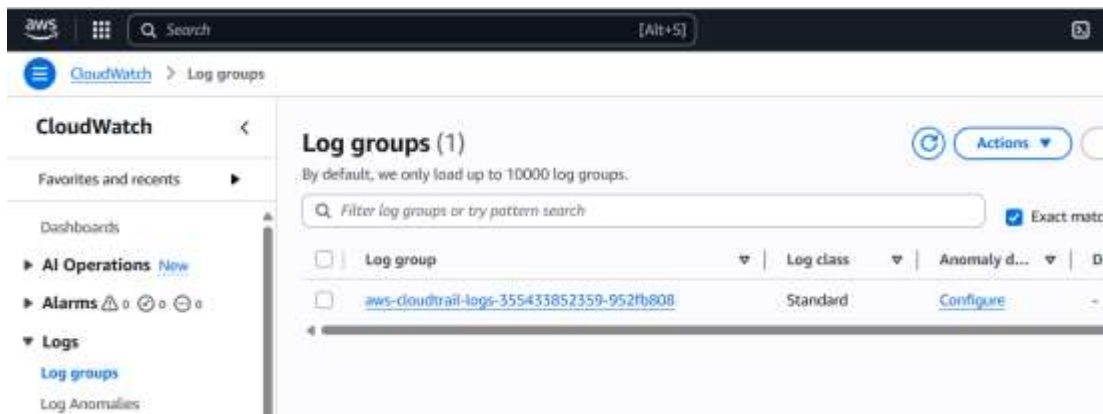 aws
Search
[Alt+S]
CloudWatch > Log groups
CloudWatch
Favorites and recents
Dashboards
AI Operations New
Alarms 0 0 0
Logs
Log groups
Log Anomalies
Log groups (1)
Actions
By default, we only load up to 10000 log groups.
Filter log groups or try pattern search
Exact matc
Log group
Log class
Anomaly d...
D
aws-cloudtrail-logs-355433852359-952fb808
Standard
Configure
-